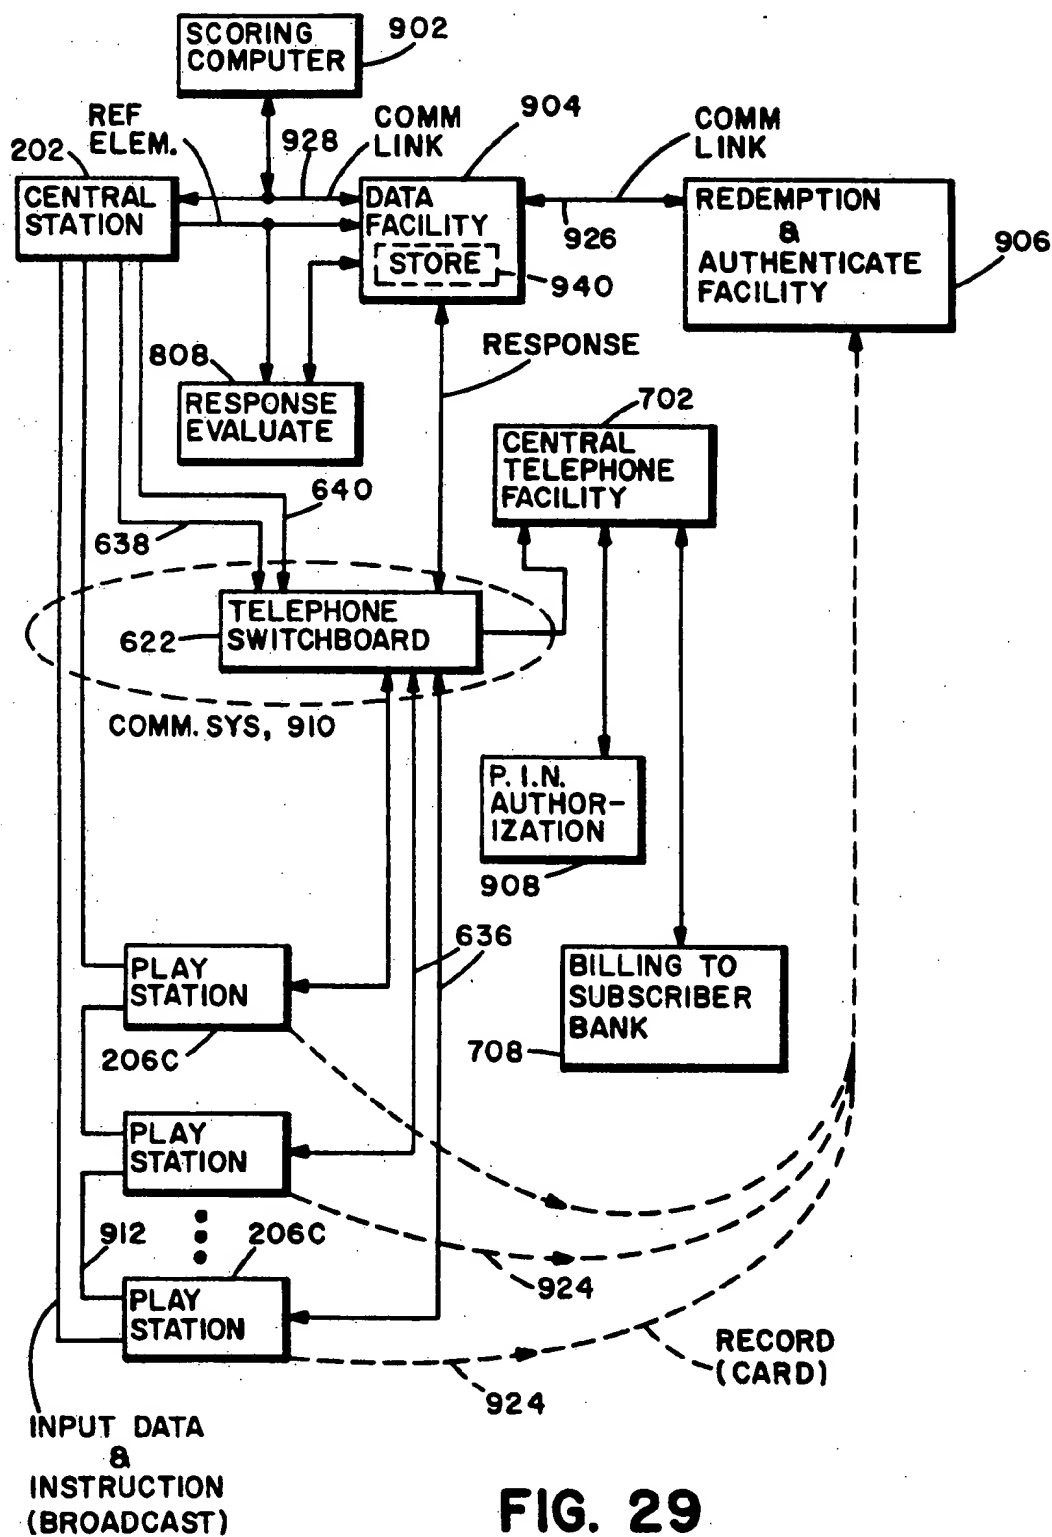 SCORING
COMPUTER
902
REF
ELEM.
928
COMM
LINK
904
COMM
LINK
202
CENTRAL
STATION
DATA
FACILITY
STORE
940
926
REDEMPTION
&
AUTHENTICATE
FACILITY
906
808
RESPONSE
EVALUATE
RESPONSE
702
CENTRAL
TELEPHONE
FACILITY
640
638
TELEPHONE
SWITCHBOARD
622
COMM. SYS, 910
P. I.N.
AUTHOR-
IZATION
908
636
PLAY
STATION
206C
BILLING TO
SUBSCRIBER
BANK
708
PLAY
STATION
912
206C
924
PLAY
STATION
924
RECORD
(CARD)
INPUT DATA
&
INSTRUCTION
(BROADCAST)
FIG. 29